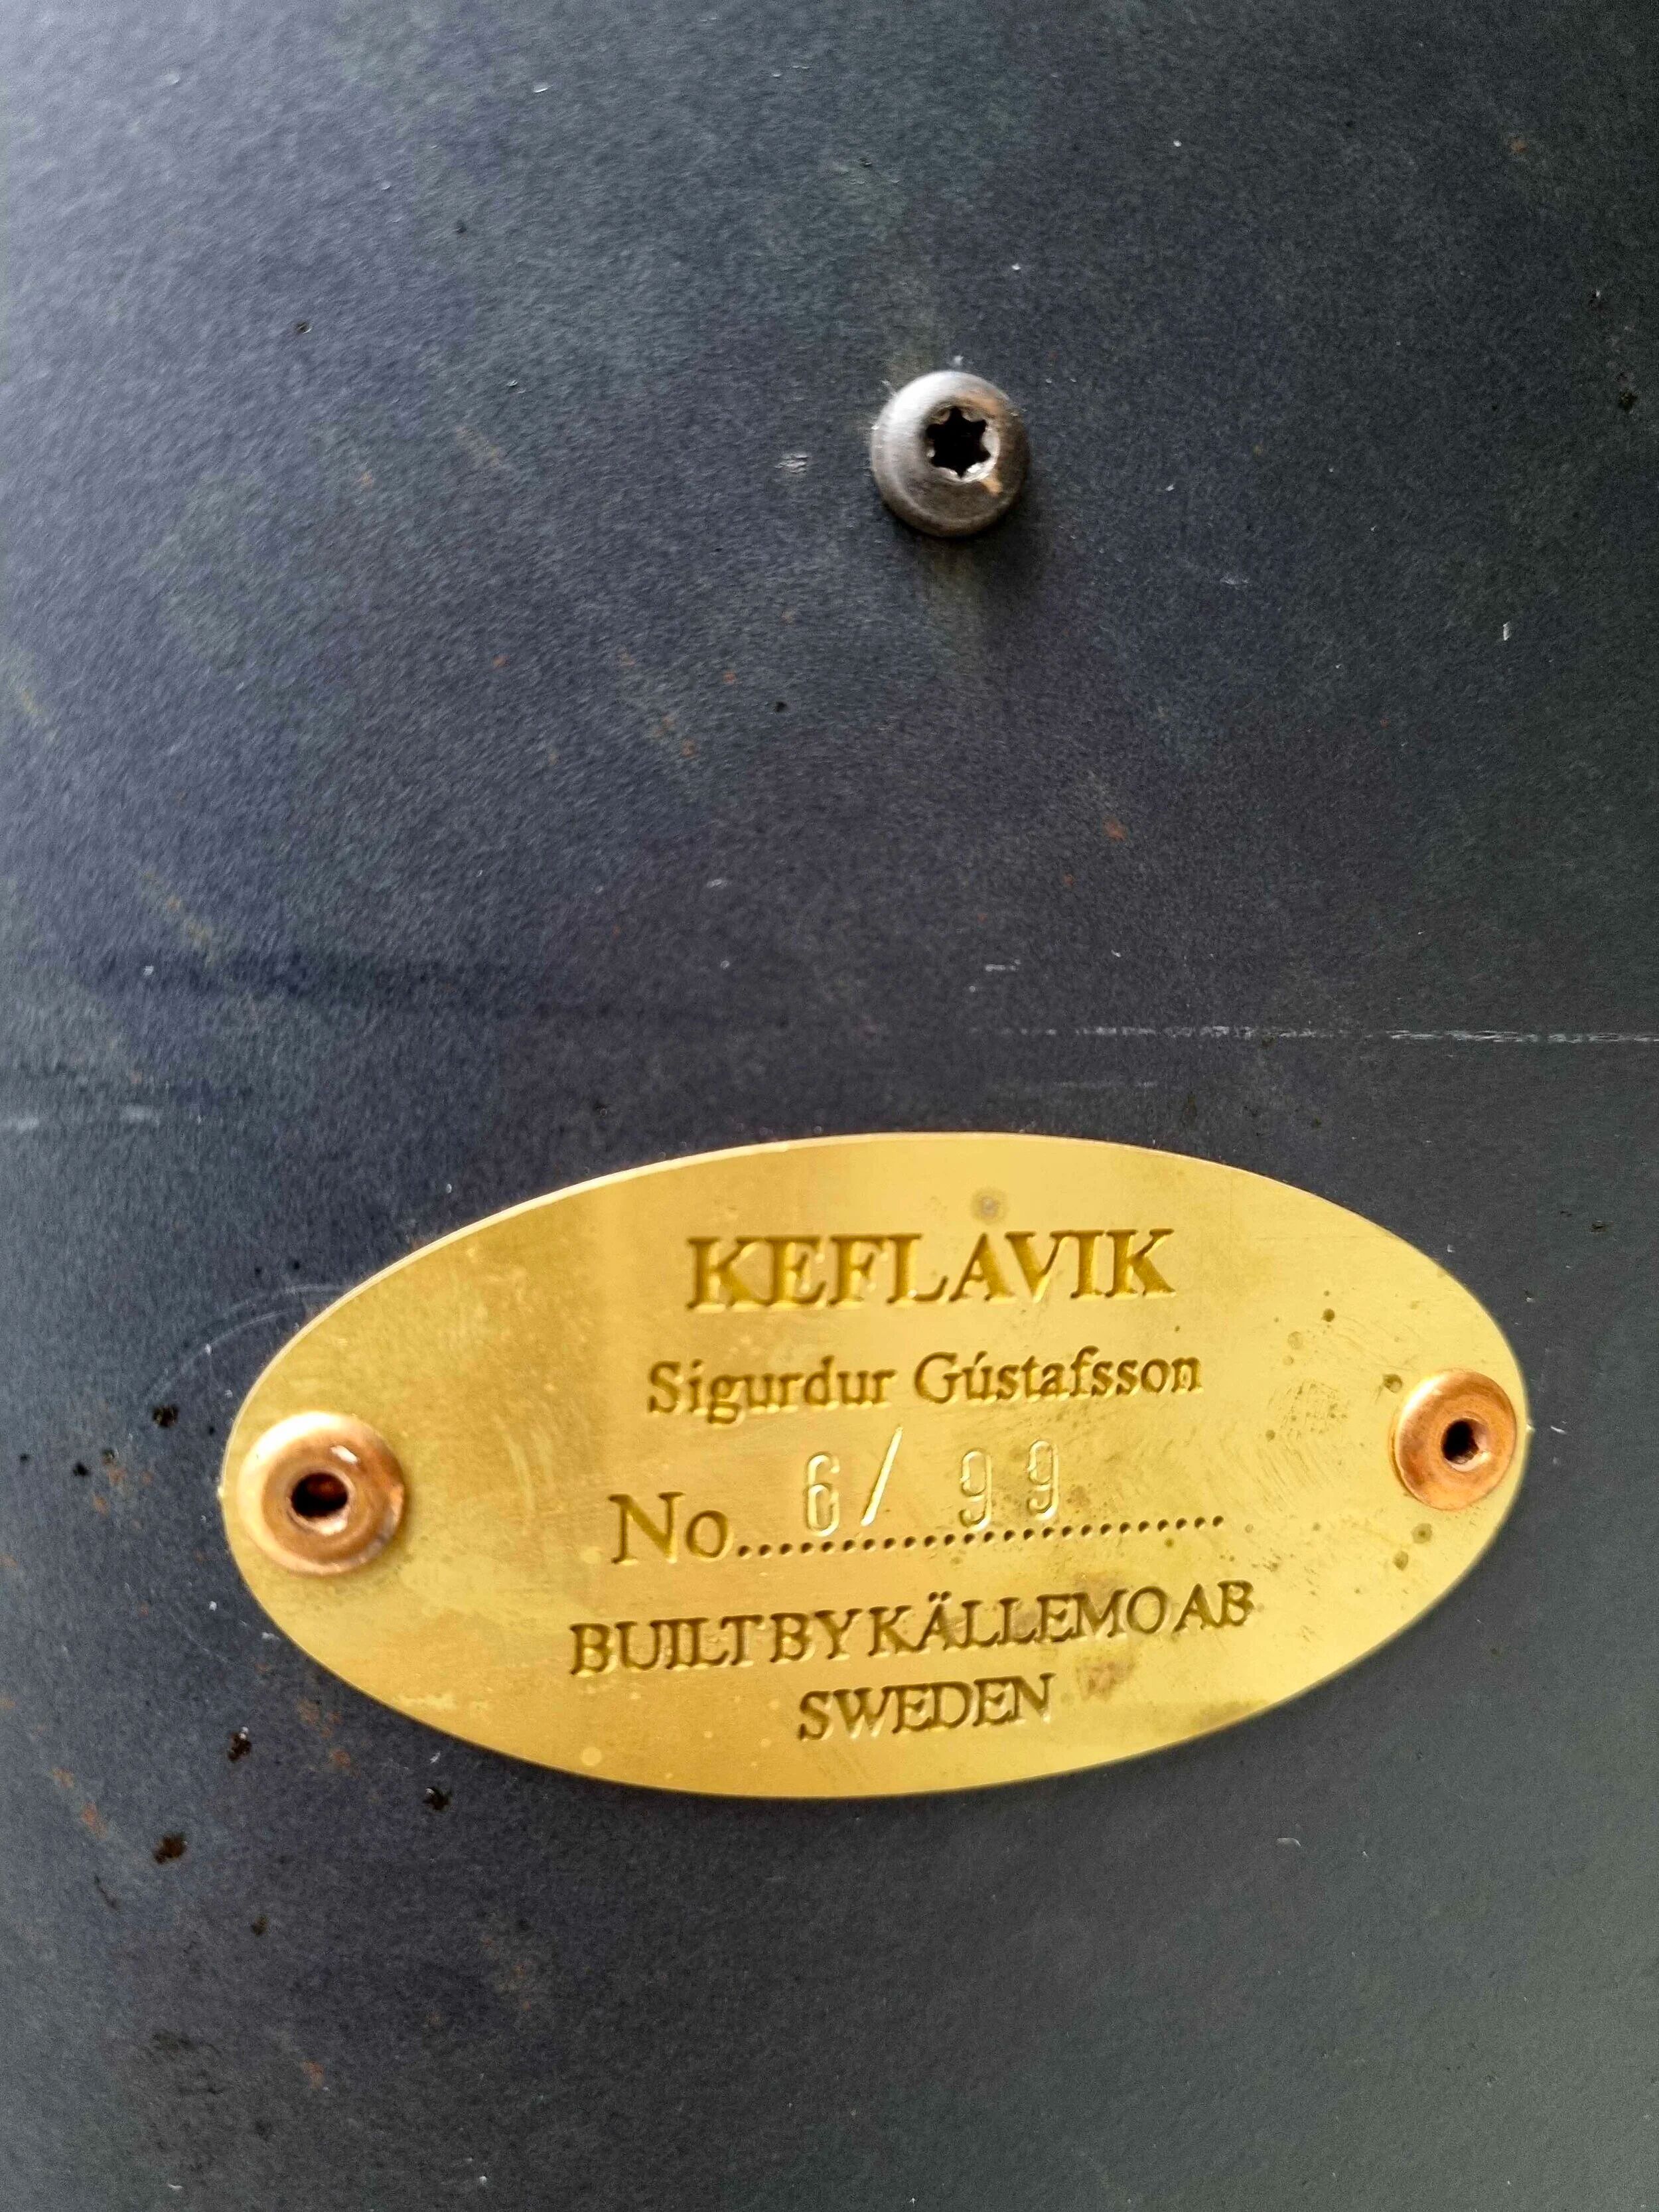 KEFLAVIK
Sigurdur Gústafsson
No. 6/ 99
BUILT BY KÄLLEMO AB
SWEDEN